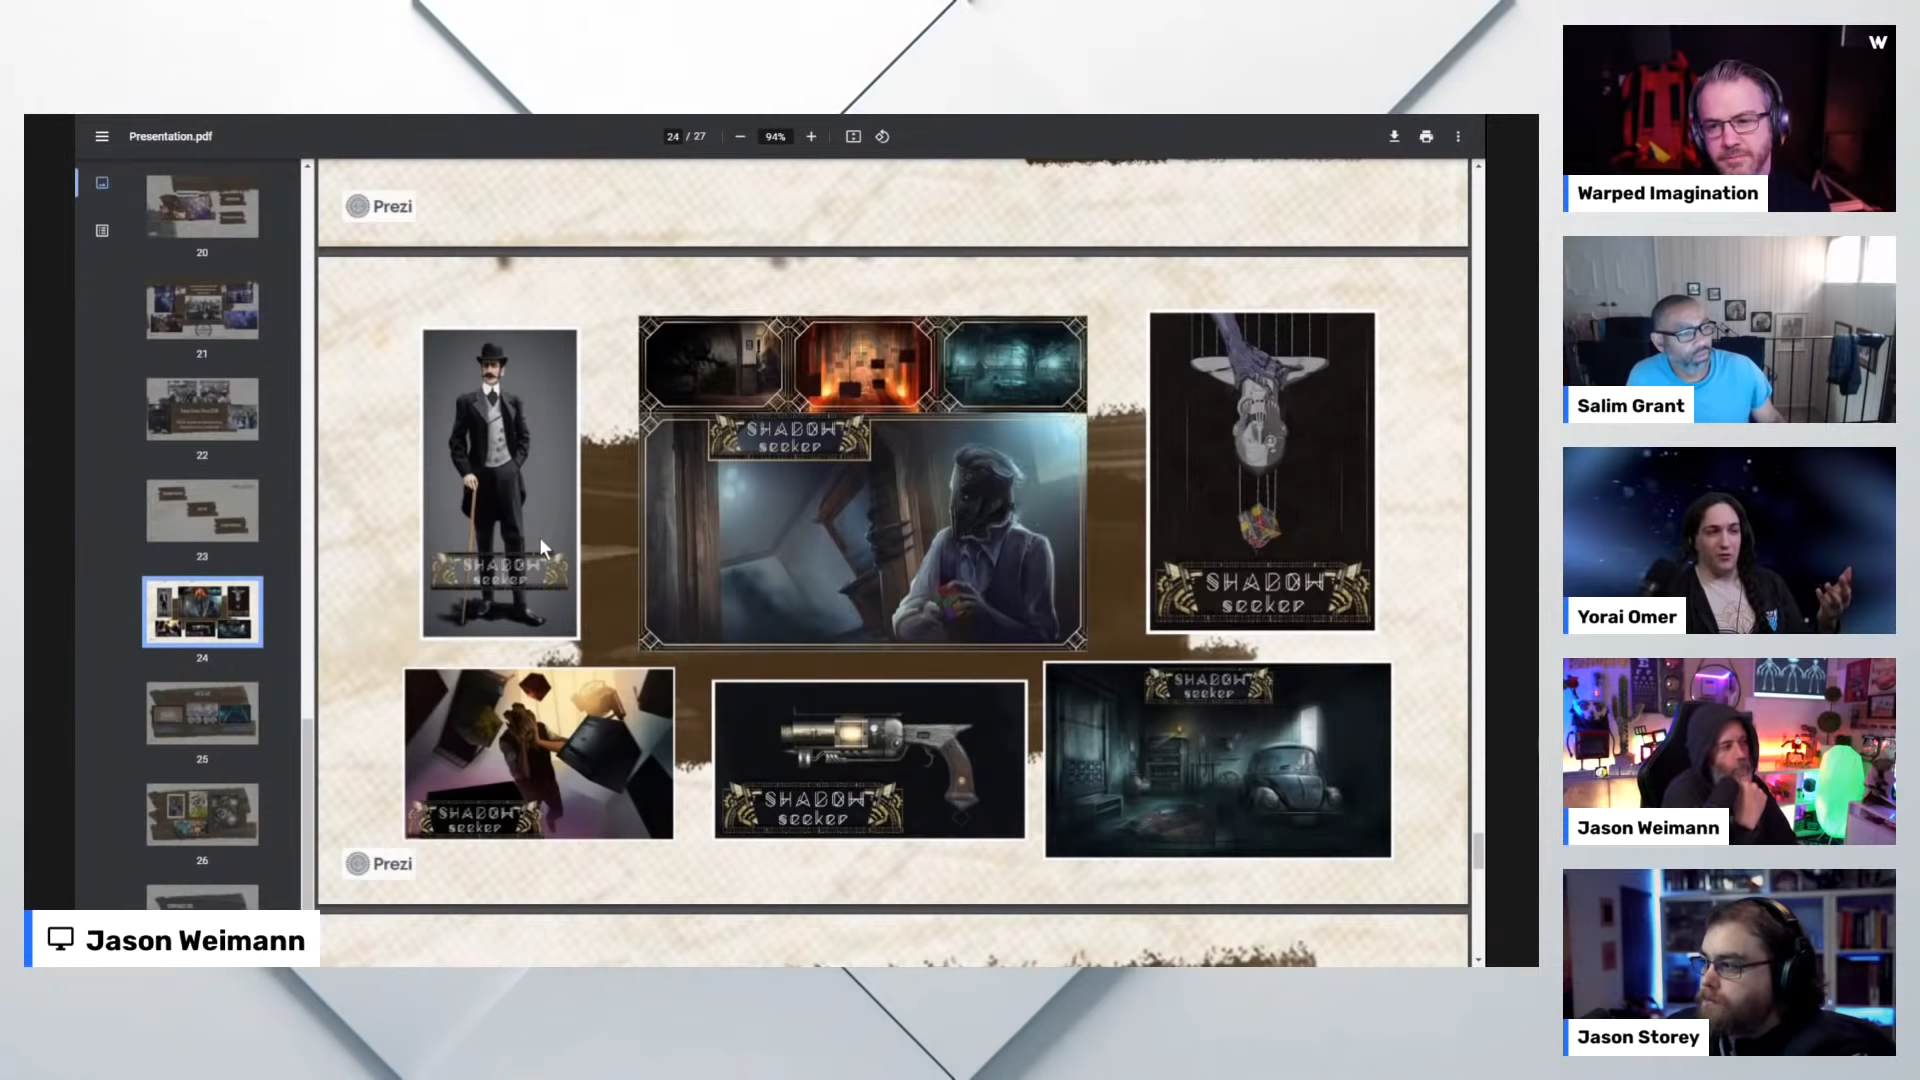 Presentation.pdf
24 / 27
94%
20
21
22
23
24
25
26
Prezi
SHADOW
seeker
SHADOW
seeker
SHADOW
seeker
SHADOW
seeker
SHADOW
seeker
SHADOW
seeker
Prezi
Jason Weimann
W
Warped Imagination
Salim Grant
Yorai Omer
Jason Weimann
Jason Storey